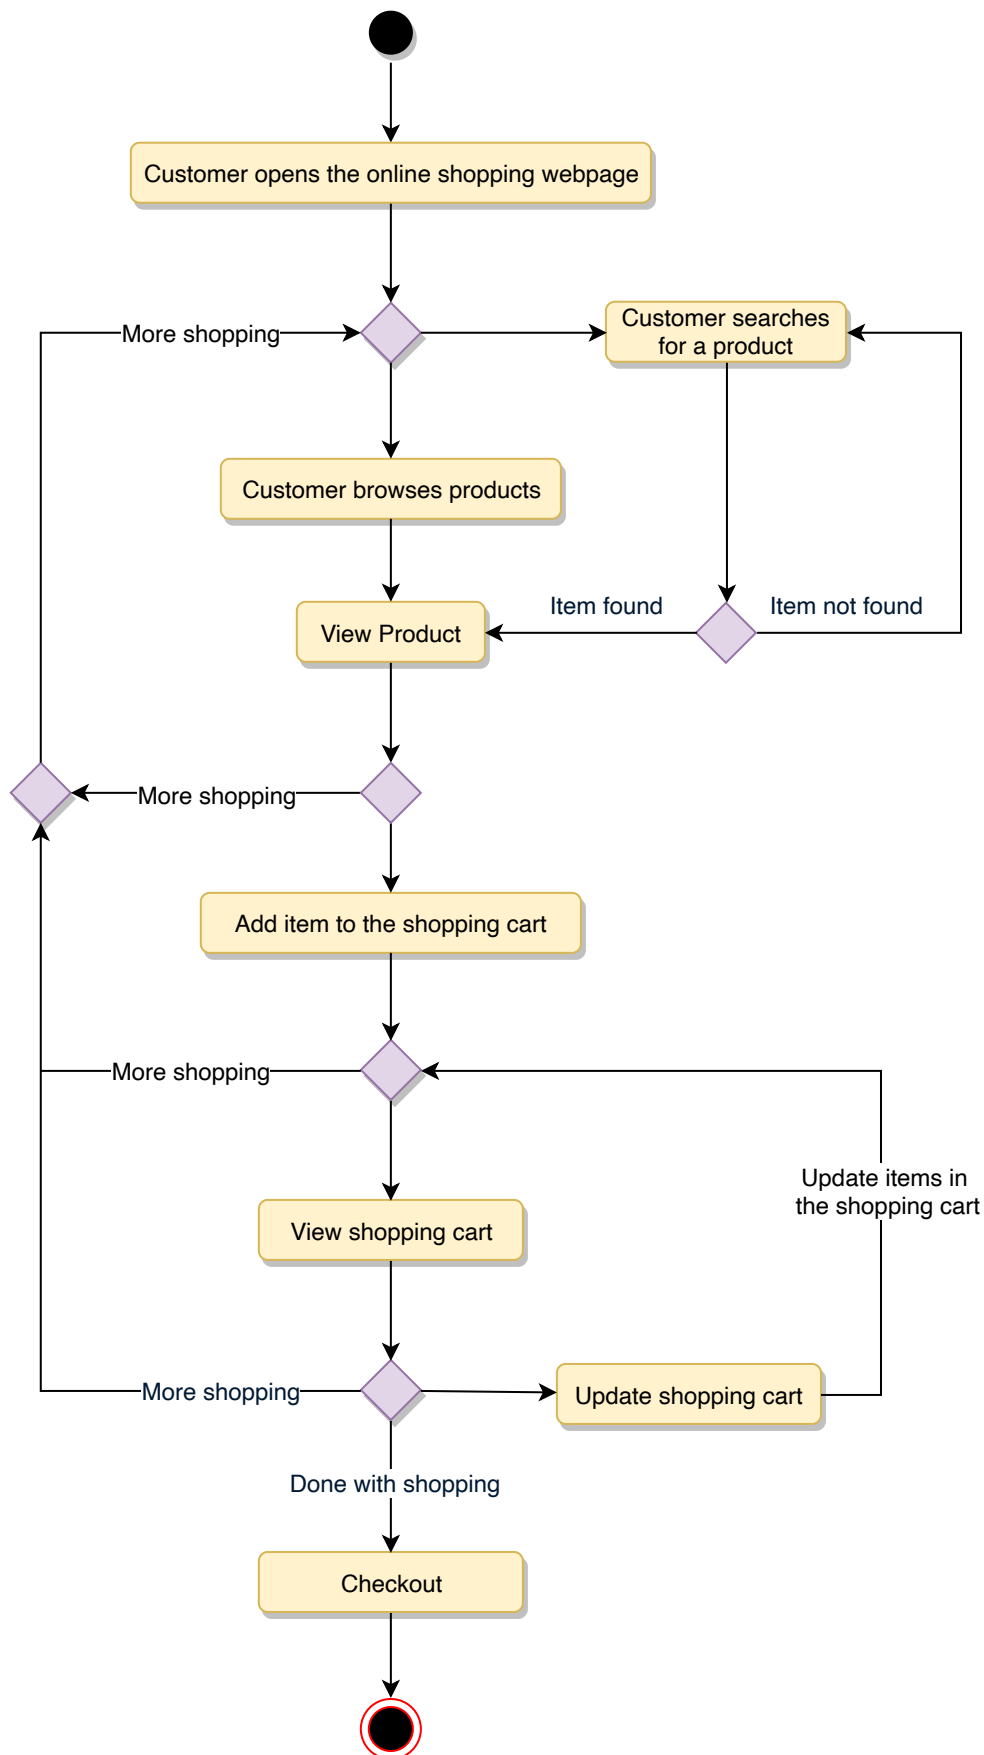 Customer opens the online shopping webpage
More shopping
Customer searches
for a product
Customer browses products
Item found
Item not found
View Product
More shopping
Add item to the shopping cart
More shopping
Update items in
the shopping cart
View shopping cart
More shopping
Update shopping cart
Done with shopping
Checkout